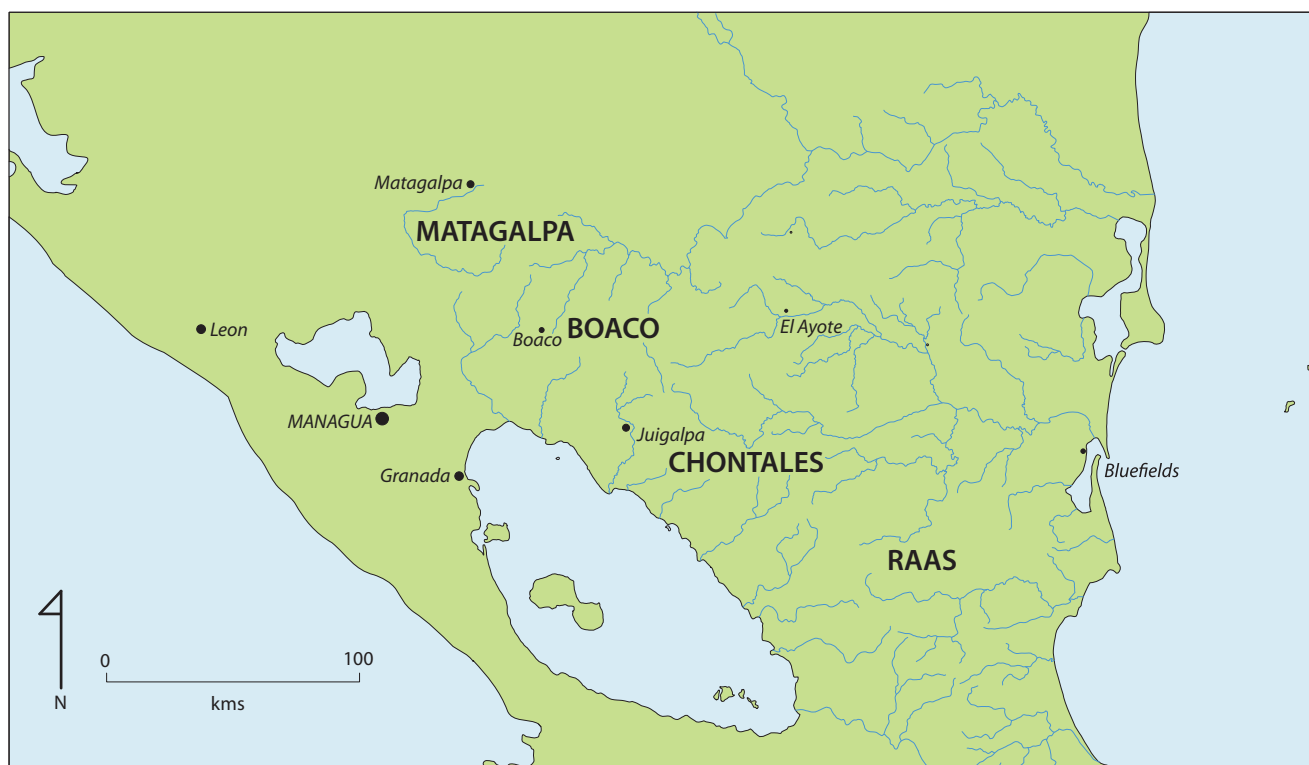 Matagalpa
MATAGALPA
Leon
Boaco
BOACO
El Ayote
MANAGUA
Juigalpa
CHONTALES
Granada
Bluefields
RAAS
0 100
kms
N